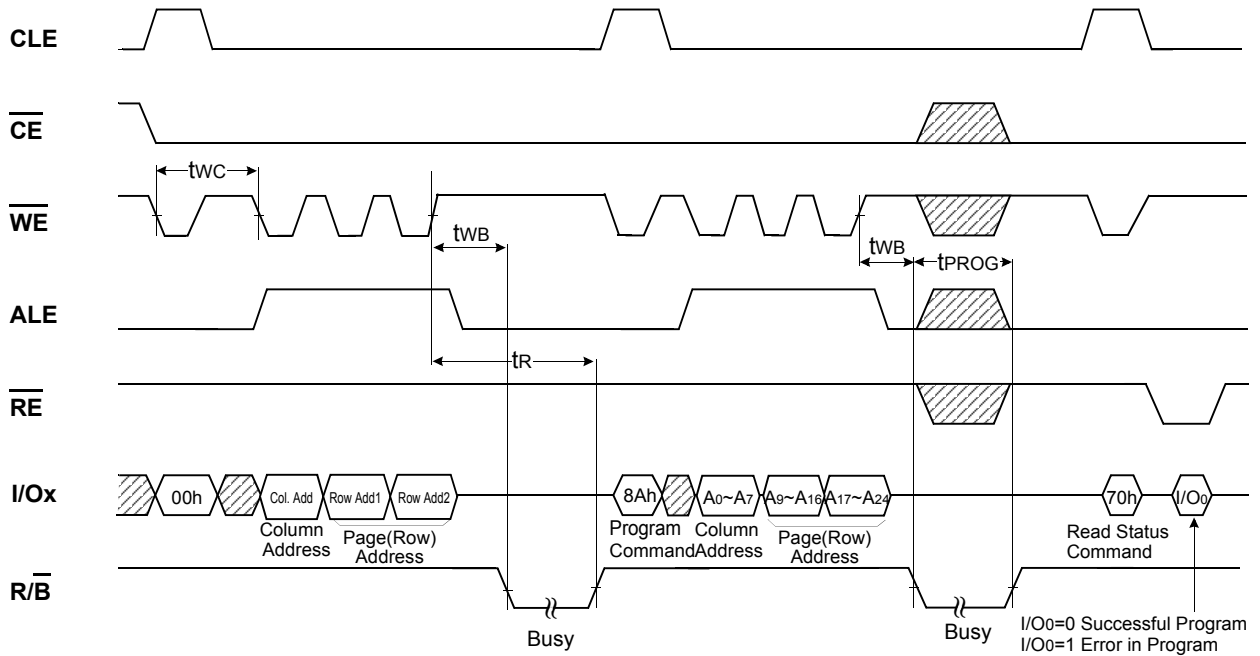 CLE
CE
tWC
WE
tWB
tWB
tPROG
ALE
tR
RE
I/Ox
00h
Col. Add
Row Add1
Row Add2
8Ah
A0~A7
A9~A16
A17~A24
70h
I/O0
Column
Address
Page(Row)
Address
Program
Command
Column
Address
Page(Row)
Address
Read Status
Command
R/B
Busy
Busy
I/O0=0 Successful Program
I/O0=1 Error in Program